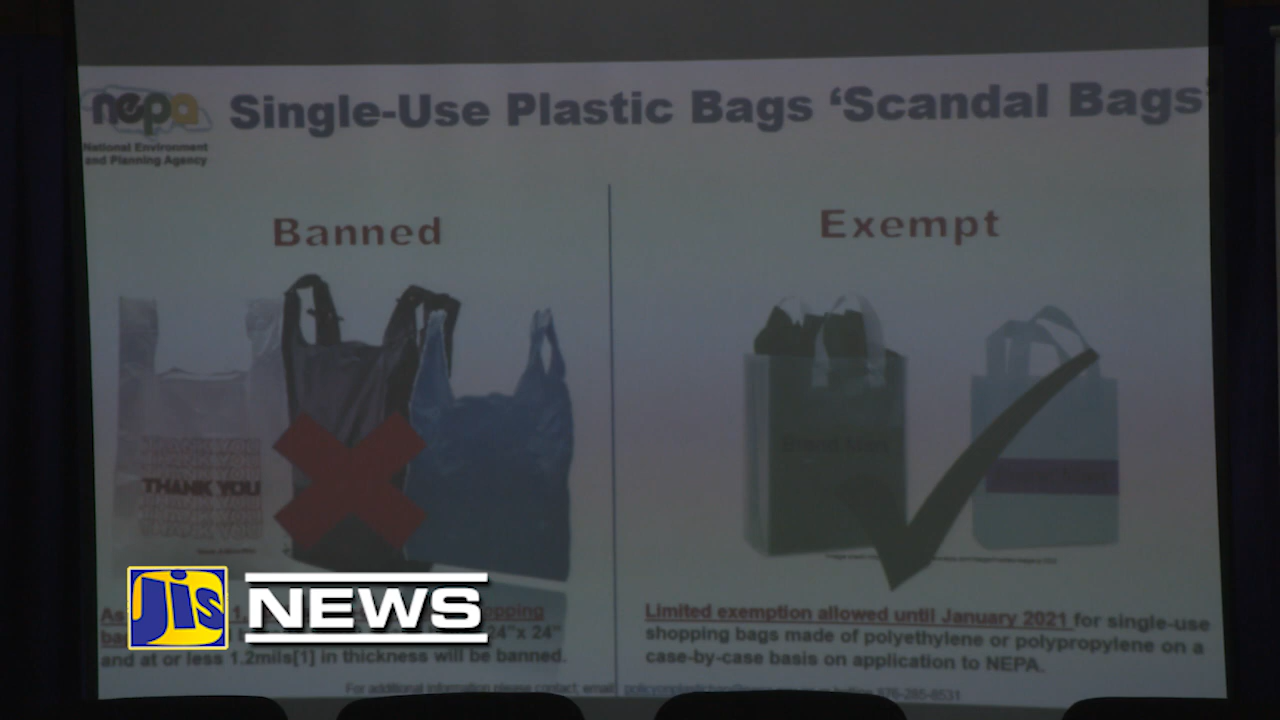 nepa
National Environment
and Planning Agency
Single-Use Plastic Bags ‘Scandal Bags’
Banned
Exempt
THANK YOU
As
opping
24"x 24"
and at or less 1.2mils[1] in thickness will be banned.
Limited exemption allowed until January 2021 for single-use
shopping bags made of polyethylene or polypropylene on a
case-by-case basis on application to NEPA.
For additional information please contact, email
JIS
NEWS